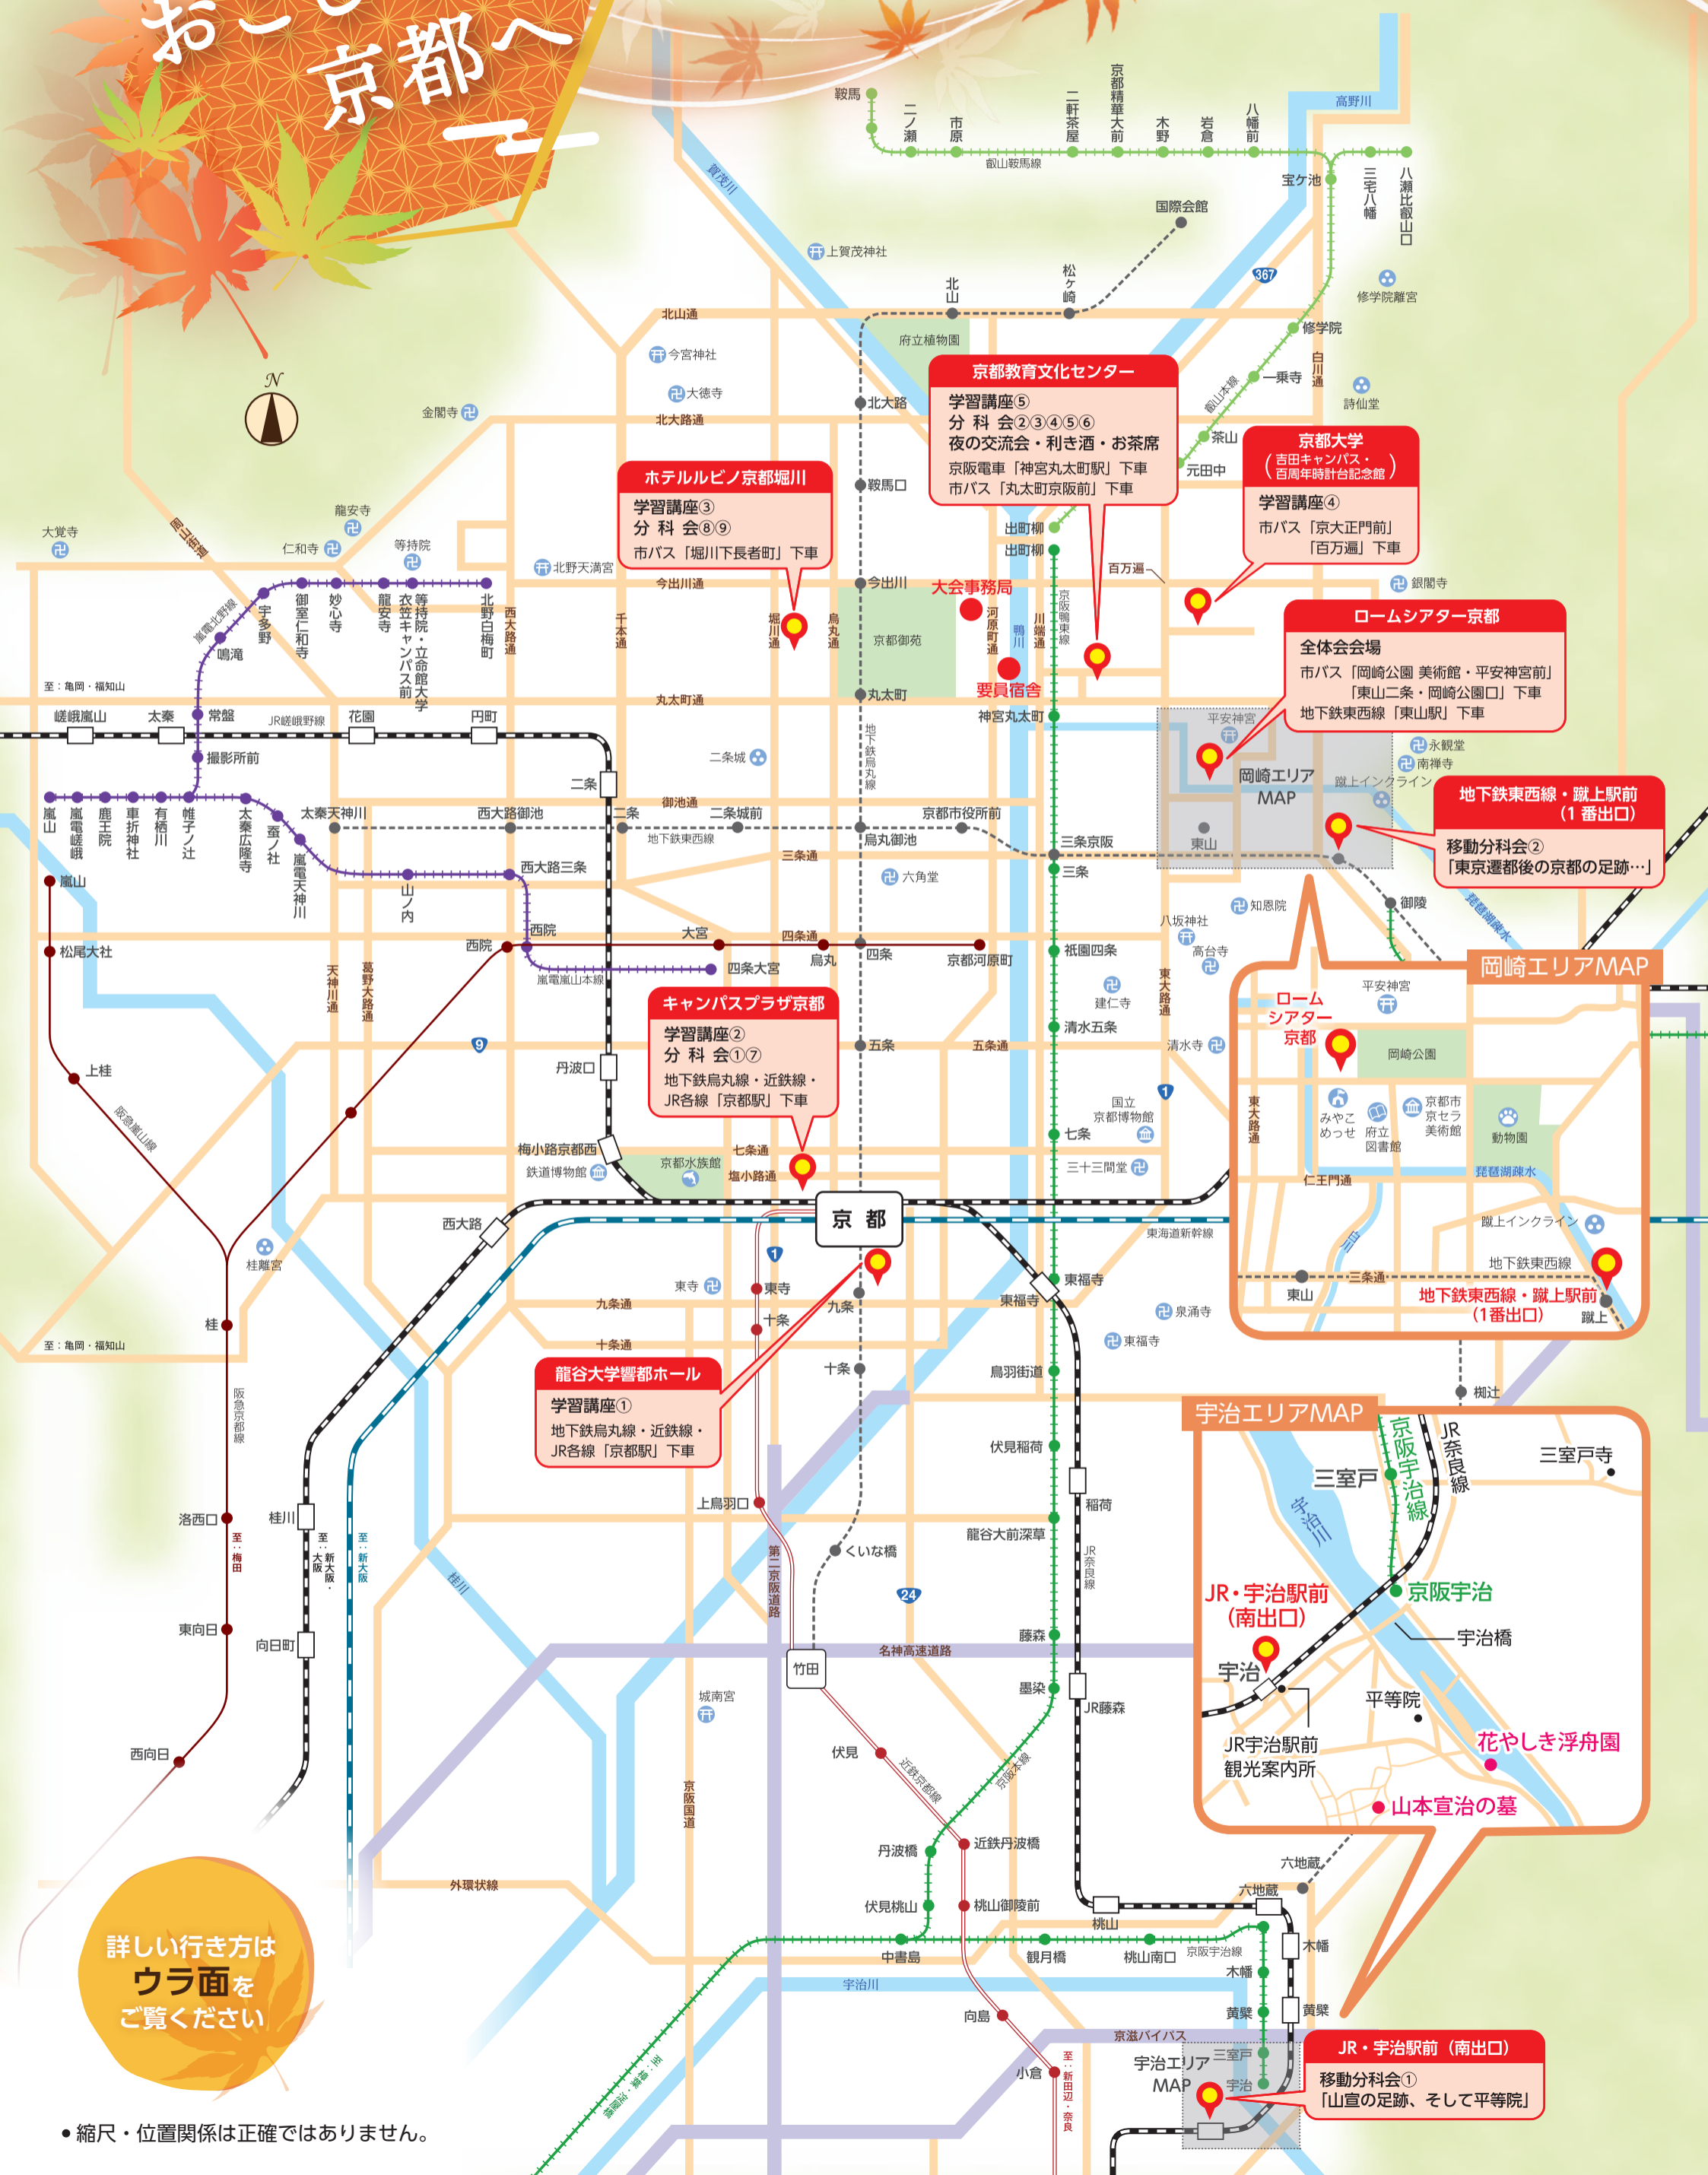 京都へ
N
鞍馬
二ノ瀬
市原
二軒茶屋
京都精華大前
木野
岩倉
八幡前
叡山鞍馬線
高野川
宝ケ池
三宅八幡
八瀬比叡山口
賀茂川
国際会館
上賀茂神社
北山
松ヶ崎
367
修学院離宮
北山通
府立植物園
修学院
今宮神社
白川通
一乗寺
叡山本線
詩仙堂
大徳寺
金閣寺
北大路
北大路通
茶山
元田中
京都教育文化センター
学習講座⑤
分 科 会②③④⑤⑥
夜の交流会・利き酒・お茶席
京阪電車「神宮丸太町駅」下車
市バス「丸太町京阪前」下車
京都大学
（吉田キャンパス・
百周年時計台記念館）
学習講座④
市バス「京大正門前」
「百万遍」下車
ホテルルビノ京都堀川
学習講座③
分 科 会⑧⑨
市バス「堀川下長者町」下車
鞍馬口
大覚寺
周山街道
龍安寺
仁和寺
等持院
北野天満宮
出町柳
出町柳
百万遍
今出川通
今出川
大会事務局
銀閣寺
嵐電北野線
鳴滝
宇多野
御室仁和寺
妙心寺
龍安寺
等持院・立命館大学
衣笠キャンパス前
北野白梅町
西大路通
千本通
堀川通
烏丸通
京都御苑
河原町通
鴨川
川端通
京阪鴨東線
要員宿舎
ロームシアター京都
全体会会場
市バス「岡崎公園 美術館・平安神宮前」
「東山二条・岡崎公園口」下車
地下鉄東西線「東山駅」下車
至：亀岡・福知山
丸太町通
丸太町
神宮丸太町
嵯峨嵐山
太秦
常盤
JR嵯峨野線
花園
円町
撮影所前
二条
二条城
地下鉄烏丸線
平安神宮
岡崎エリア
MAP
永観堂
南禅寺
蹴上インクライン
東山
地下鉄東西線・蹴上駅前
（1 番出口）
移動分科会②
「東京遷都後の京都の足跡…」
嵐山
嵐電嵯峨
鹿王院
車折神社
有栖川
帷子ノ辻
太秦広隆寺
蚕ノ社
嵐電天神川
太秦天神川
西大路御池
二条
二条城前
御池通
地下鉄東西線
烏丸御池
京都市役所前
三条京阪
三条通
三条
御陵
琵琶湖疏水
嵐山
松尾大社
山ノ内
西大路三条
六角堂
知恩院
西院
西院
大宮
四条通
烏丸
四条
京都河原町
祇園四条
八坂神社
高台寺
四条大宮
嵐電嵐山本線
天神川通
葛野大路通
建仁寺
東大路通
清水五条
清水寺
上桂
阪急嵐山線
9
丹波口
キャンパスプラザ京都
学習講座②
分 科 会①⑦
地下鉄烏丸線・近鉄線・
JR各線「京都駅」下車
五条
五条通
1
国立
京都博物館
七条
梅小路京都西
鉄道博物館
京都水族館
七条通
塩小路通
三十三間堂
京 都
西大路
東海道新幹線
桂離宮
1
東寺
東寺
九条
九条通
十条
十条通
十条
東福寺
東福寺
泉涌寺
東福寺
桂
至：亀岡・福知山
阪急京都線
龍谷大学響都ホール
学習講座①
地下鉄烏丸線・近鉄線・
JR各線「京都駅」下車
鳥羽街道
伏見稲荷
稲荷
上鳥羽口
龍谷大前深草
くいな橋
JR奈良線
第二京阪道路
24
洛西口
至：梅田
桂川
至：新大阪・大阪
至：新大阪
桂川
東向日
向日町
藤森
名神高速道路
竹田
墨染
JR藤森
西向日
城南宮
伏見
近鉄京都線
京阪本線
京阪国道
丹波橋
近鉄丹波橋
外環状線
伏見桃山
桃山御陵前
桃山
六地蔵
六地蔵
中書島
観月橋
桃山南口
京阪宇治線
木幡
木幡
宇治川
黄檗
黄檗
向島
京滋バイパス
小倉
至：新田辺・奈良
至：樟葉・淀屋橋
宇治エリア
MAP
三室戸
宇治
JR・宇治駅前（南出口）
移動分科会①
「山宣の足跡、そして平等院」
岡崎エリアMAP
平安神宮
ローム
シアター
京都
岡崎公園
東大路通
みやこ
めっせ
府立
図書館
京都市
京セラ
美術館
動物園
仁王門通
琵琶湖疏水
白川
蹴上インクライン
地下鉄東西線
三条通
東山
地下鉄東西線・蹴上駅前
（1番出口）
蹴上
椥辻
宇治エリアMAP
京阪宇治線
JR奈良線
三室戸
三室戸寺
宇治川
JR・宇治駅前
（南出口）
京阪宇治
宇治橋
宇治
平等院
JR宇治駅前
観光案内所
花やしき浮舟園
山本宣治の墓
詳しい行き方は
ウラ面を
ご覧ください
●縮尺・位置関係は正確ではありません。